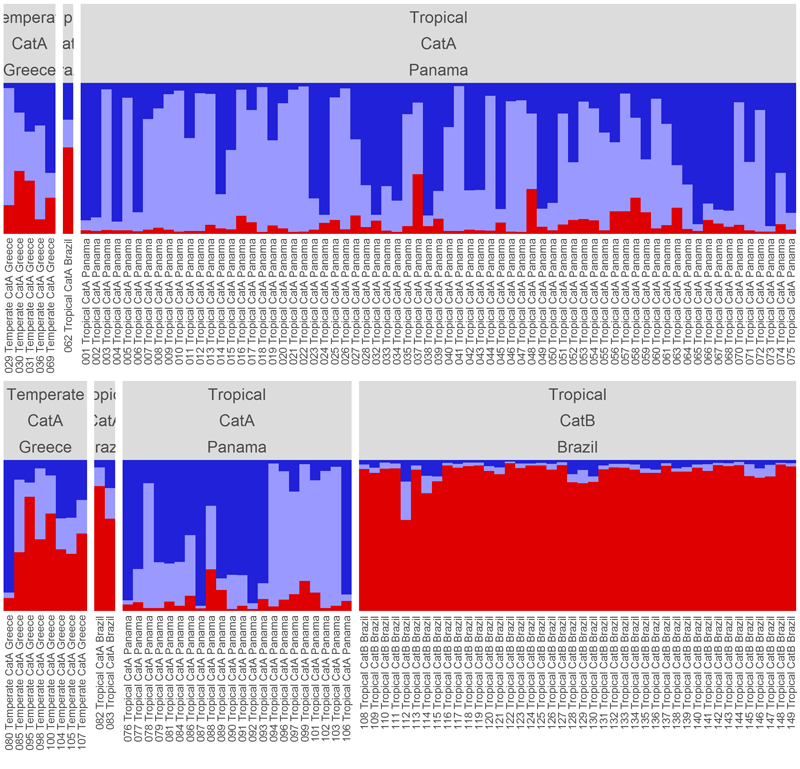 emperat
CatA
Greece
pi
at
raz
Tropical
CatA
Panama
029 Temperate CatA Greece
030 Temperate CatA Greece
031 Temperate CatA Greece
036 Temperate CatA Greece
069 Temperate CatA Greece
062 Tropical CatA Brazil
001 Tropical CatA Panama
002 Tropical CatA Panama
003 Tropical CatA Panama
004 Tropical CatA Panama
005 Tropical CatA Panama
006 Tropical CatA Panama
007 Tropical CatA Panama
008 Tropical CatA Panama
009 Tropical CatA Panama
010 Tropical CatA Panama
011 Tropical CatA Panama
012 Tropical CatA Panama
013 Tropical CatA Panama
014 Tropical CatA Panama
015 Tropical CatA Panama
016 Tropical CatA Panama
017 Tropical CatA Panama
018 Tropical CatA Panama
019 Tropical CatA Panama
020 Tropical CatA Panama
021 Tropical CatA Panama
022 Tropical CatA Panama
023 Tropical CatA Panama
024 Tropical CatA Panama
025 Tropical CatA Panama
026 Tropical CatA Panama
027 Tropical CatA Panama
028 Tropical CatA Panama
032 Tropical CatA Panama
033 Tropical CatA Panama
034 Tropical CatA Panama
035 Tropical CatA Panama
037 Tropical CatA Panama
038 Tropical CatA Panama
039 Tropical CatA Panama
040 Tropical CatA Panama
041 Tropical CatA Panama
042 Tropical CatA Panama
043 Tropical CatA Panama
044 Tropical CatA Panama
045 Tropical CatA Panama
046 Tropical CatA Panama
047 Tropical CatA Panama
048 Tropical CatA Panama
049 Tropical CatA Panama
050 Tropical CatA Panama
051 Tropical CatA Panama
052 Tropical CatA Panama
053 Tropical CatA Panama
054 Tropical CatA Panama
055 Tropical CatA Panama
056 Tropical CatA Panama
057 Tropical CatA Panama
058 Tropical CatA Panama
059 Tropical CatA Panama
060 Tropical CatA Panama
061 Tropical CatA Panama
063 Tropical CatA Panama
064 Tropical CatA Panama
065 Tropical CatA Panama
066 Tropical CatA Panama
067 Tropical CatA Panama
068 Tropical CatA Panama
070 Tropical CatA Panama
071 Tropical CatA Panama
072 Tropical CatA Panama
073 Tropical CatA Panama
074 Tropical CatA Panama
075 Tropical CatA Panama
Temperate
CatA
Greece
opic
CatA
raz
Tropical
CatA
Panama
Tropical
CatB
Brazil
080 Temperate CatA Greece
085 Temperate CatA Greece
095 Temperate CatA Greece
098 Temperate CatA Greece
100 Temperate CatA Greece
104 Temperate CatA Greece
105 Temperate CatA Greece
107 Temperate CatA Greece
082 Tropical CatA Brazil
083 Tropical CatA Brazil
076 Tropical CatA Panama
077 Tropical CatA Panama
078 Tropical CatA Panama
079 Tropical CatA Panama
081 Tropical CatA Panama
084 Tropical CatA Panama
086 Tropical CatA Panama
087 Tropical CatA Panama
088 Tropical CatA Panama
089 Tropical CatA Panama
090 Tropical CatA Panama
091 Tropical CatA Panama
092 Tropical CatA Panama
093 Tropical CatA Panama
094 Tropical CatA Panama
096 Tropical CatA Panama
097 Tropical CatA Panama
099 Tropical CatA Panama
101 Tropical CatA Panama
102 Tropical CatA Panama
103 Tropical CatA Panama
106 Tropical CatA Panama
108 Tropical CatB Brazil
109 Tropical CatB Brazil
110 Tropical CatB Brazil
111 Tropical CatB Brazil
112 Tropical CatB Brazil
113 Tropical CatB Brazil
114 Tropical CatB Brazil
115 Tropical CatB Brazil
116 Tropical CatB Brazil
117 Tropical CatB Brazil
118 Tropical CatB Brazil
119 Tropical CatB Brazil
120 Tropical CatB Brazil
121 Tropical CatB Brazil
122 Tropical CatB Brazil
123 Tropical CatB Brazil
124 Tropical CatB Brazil
125 Tropical CatB Brazil
126 Tropical CatB Brazil
127 Tropical CatB Brazil
128 Tropical CatB Brazil
129 Tropical CatB Brazil
130 Tropical CatB Brazil
131 Tropical CatB Brazil
132 Tropical CatB Brazil
133 Tropical CatB Brazil
134 Tropical CatB Brazil
135 Tropical CatB Brazil
136 Tropical CatB Brazil
137 Tropical CatB Brazil
138 Tropical CatB Brazil
139 Tropical CatB Brazil
140 Tropical CatB Brazil
141 Tropical CatB Brazil
142 Tropical CatB Brazil
143 Tropical CatB Brazil
144 Tropical CatB Brazil
145 Tropical CatB Brazil
146 Tropical CatB Brazil
147 Tropical CatB Brazil
148 Tropical CatB Brazil
149 Tropical CatB Brazil